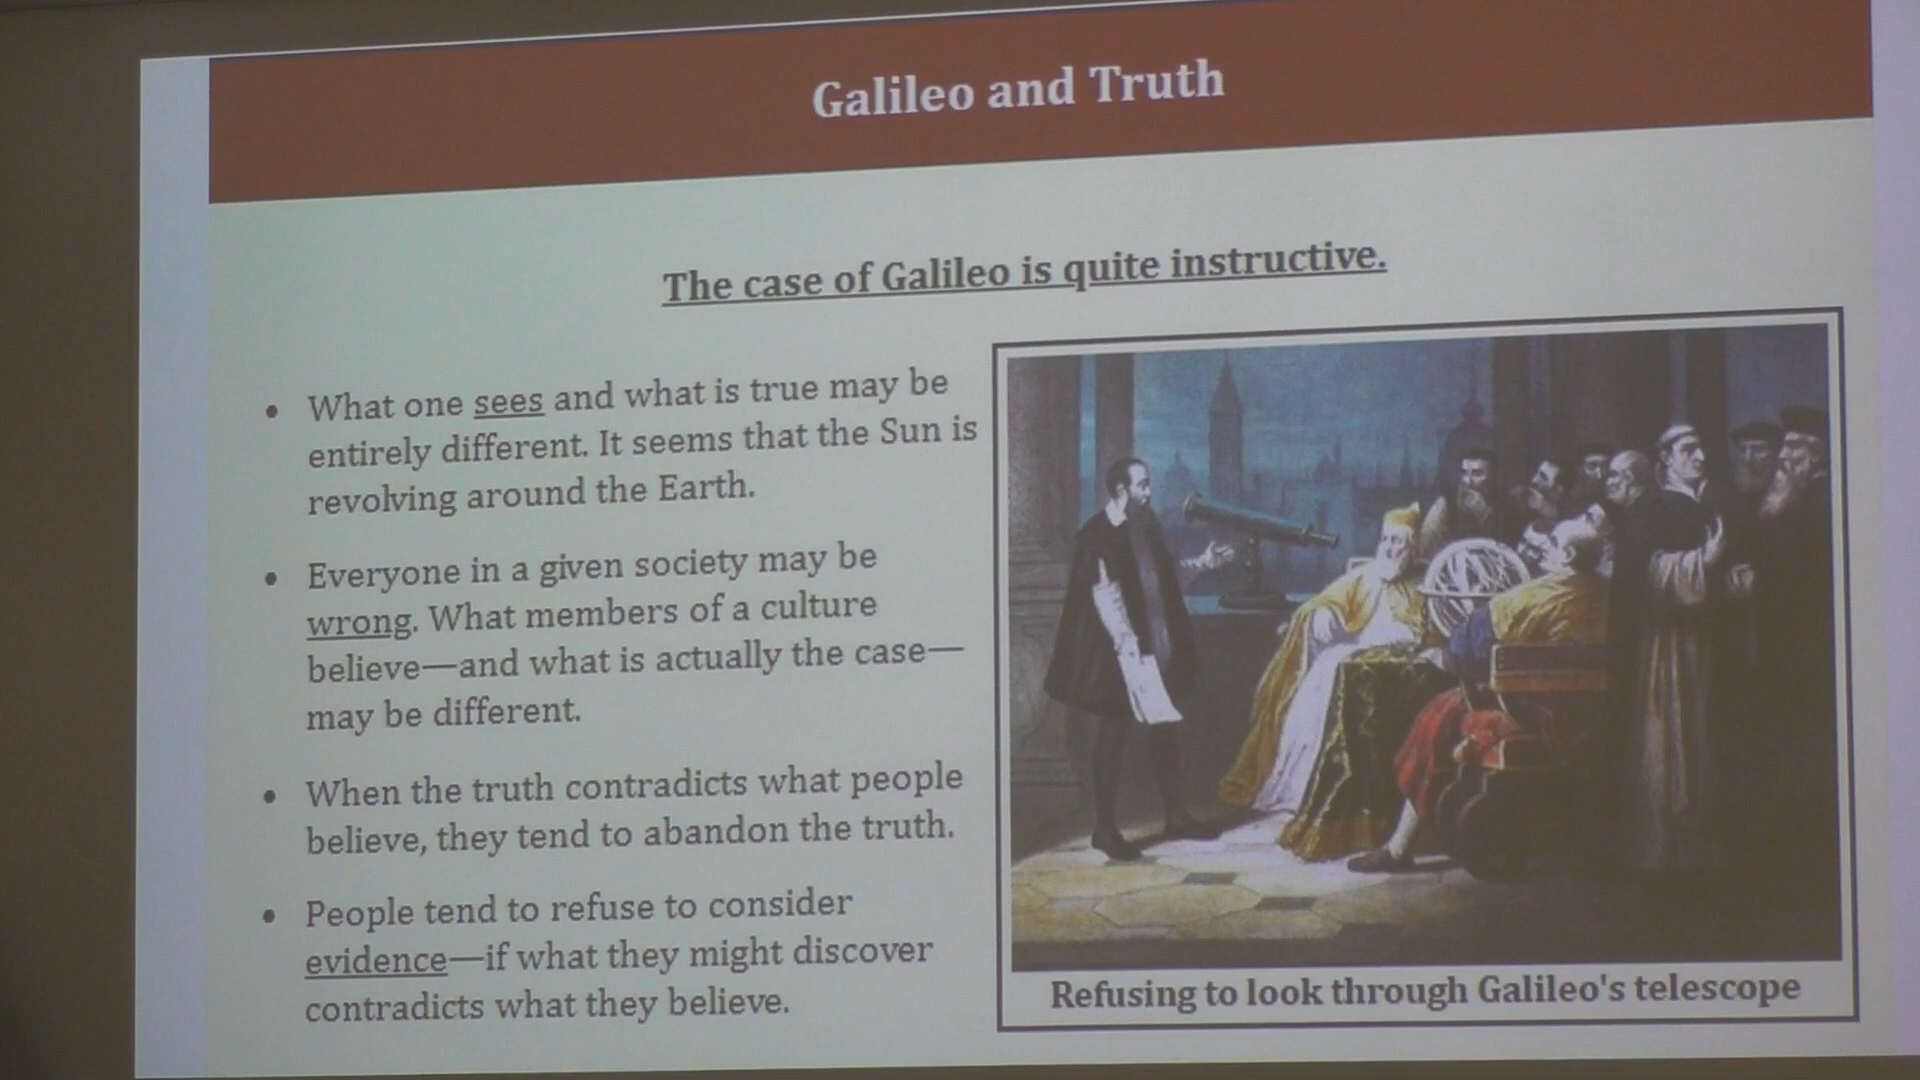 Galileo and Truth
The case of Galileo is quite instructive.
• What one sees and what is true may be
entirely different. It seems that the Sun is
revolving around the Earth.
• Everyone in a given society may be
wrong. What members of a culture
believe—and what is actually the case—
may be different.
• When the truth contradicts what people
believe, they tend to abandon the truth.
• People tend to refuse to consider
evidence—if what they might discover
contradicts what they believe.
Refusing to look through Galileo's telescope